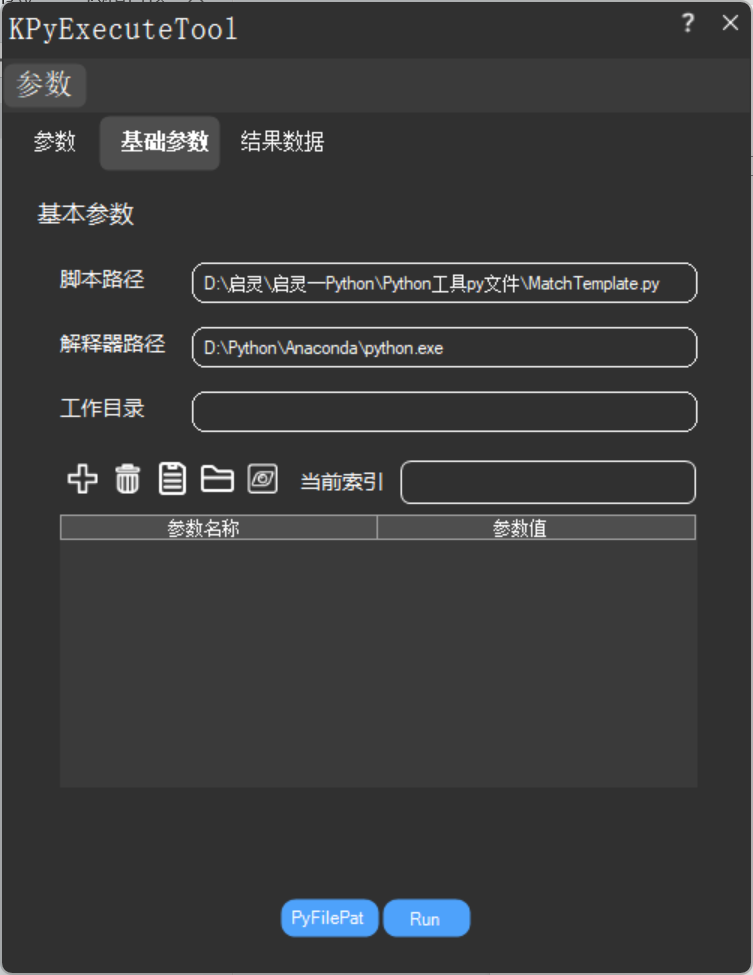 KPyExecuteTool ? ×
参数
参数 基础参数 结果数据
基本参数
脚本路径 D:\启灵\启灵一Python\Python工具py文件\MatchTemplate.py
解释器路径 D:\Python\Anaconda\python.exe
工作目录
当前索引
参数名称 参数值
PyFilePat Run